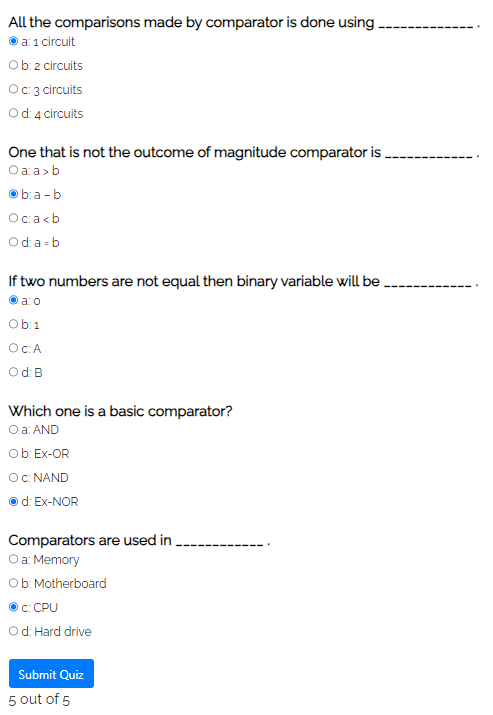 All the comparisons made by comparator is done using _____________ .
a: 1 circuit
b: 2 circuits
c: 3 circuits
d: 4 circuits
One that is not the outcome of magnitude comparator is ____________ .
a: a > b
b: a – b
c: a < b
d: a = b
If two numbers are not equal then binary variable will be ____________ .
a: 0
b: 1
c: A
d: B
Which one is a basic comparator?
a: AND
b: Ex-OR
c: NAND
d: Ex-NOR
Comparators are used in ____________ .
a: Memory
b: Motherboard
c: CPU
d: Hard drive
Submit Quiz
5 out of 5